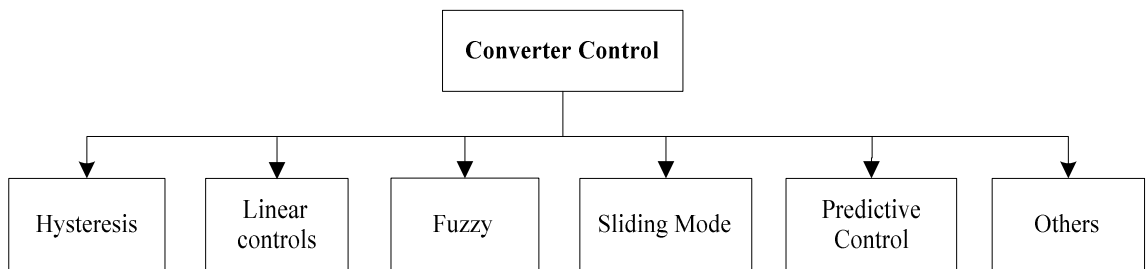 Converter Control
Hysteresis
Linear
controls
Fuzzy
Sliding Mode
Predictive
Control
Others